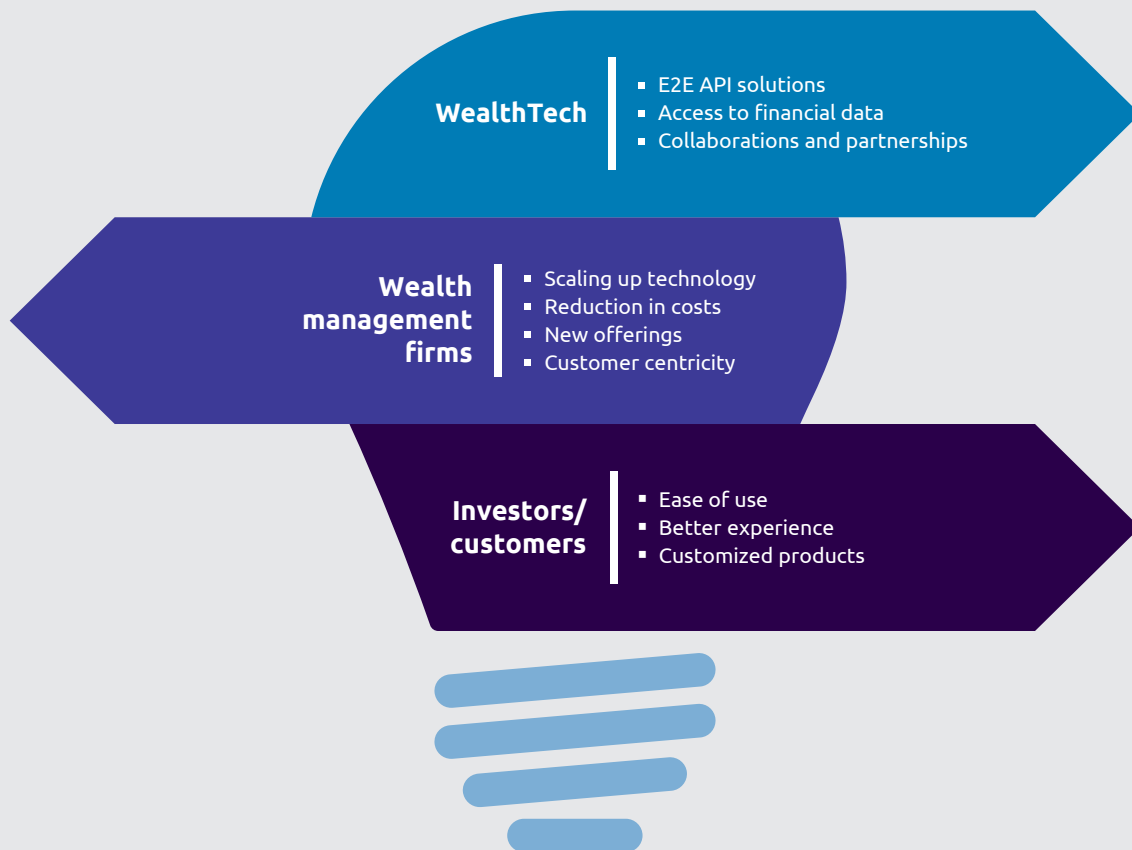 WealthTech
▪ E2E API solutions
▪ Access to financial data
▪ Collaborations and partnerships
Wealth
management
firms
▪ Scaling up technology
▪ Reduction in costs
▪ New offerings
▪ Customer centricity
Investors/
customers
▪ Ease of use
▪ Better experience
▪ Customized products